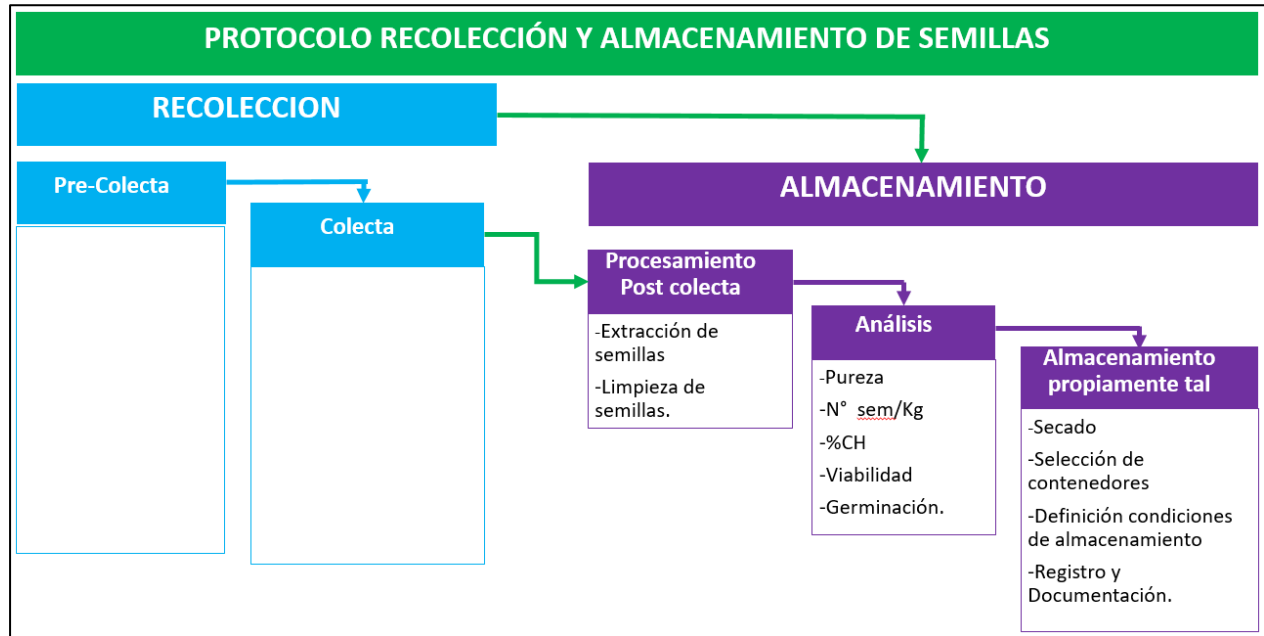 PROTOCOLO RECOLECCIÓN Y ALMACENAMIENTO DE SEMILLAS
RECOLECCION
Pre-Colecta
Colecta
ALMACENAMIENTO
Procesamiento
Post colecta
-Extracción de
semillas
-Limpieza de
semillas.
Análisis
-Pureza
-N° sem/Kg
-%CH
-Viabilidad
-Germinación.
Almacenamiento
propiamente tal
-Secado
-Selección de
contenedores
-Definición condiciones
de almacenamiento
-Registro y
Documentación.